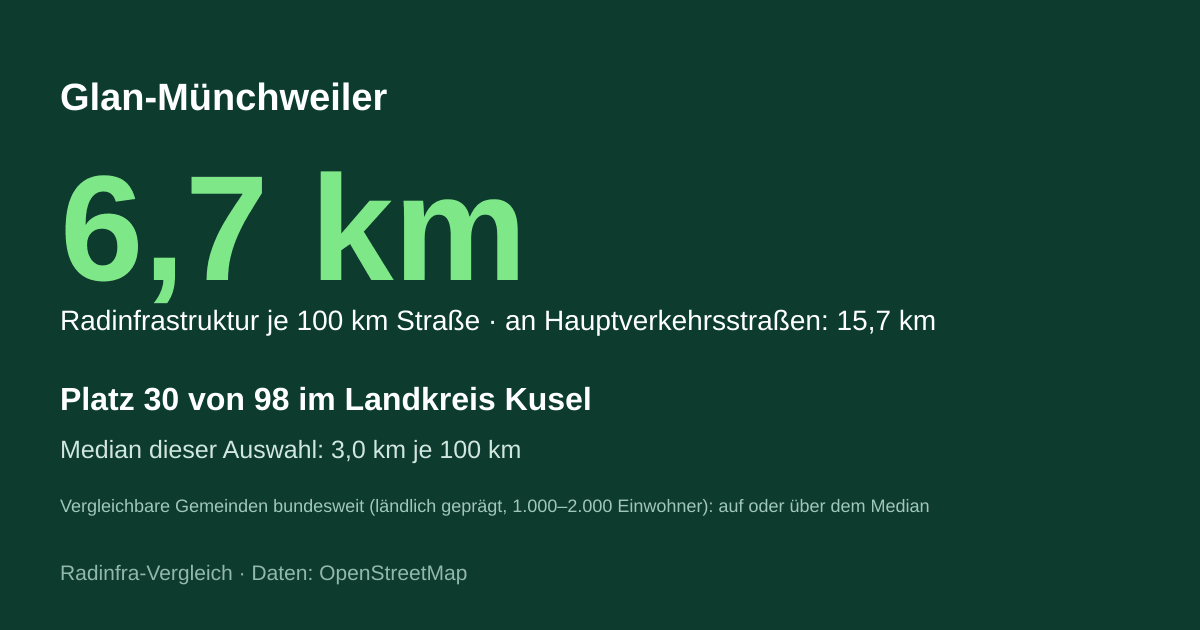 Glan-Münchweiler
6,7 km
Radinfrastruktur je 100 km Straße · an Hauptverkehrsstraßen: 15,7 km
Platz 30 von 98 im Landkreis Kusel
Median dieser Auswahl: 3,0 km je 100 km
Vergleichbare Gemeinden bundesweit (ländlich geprägt, 1.000–2.000 Einwohner): auf oder über dem Median
Radinfra-Vergleich · Daten: OpenStreetMap